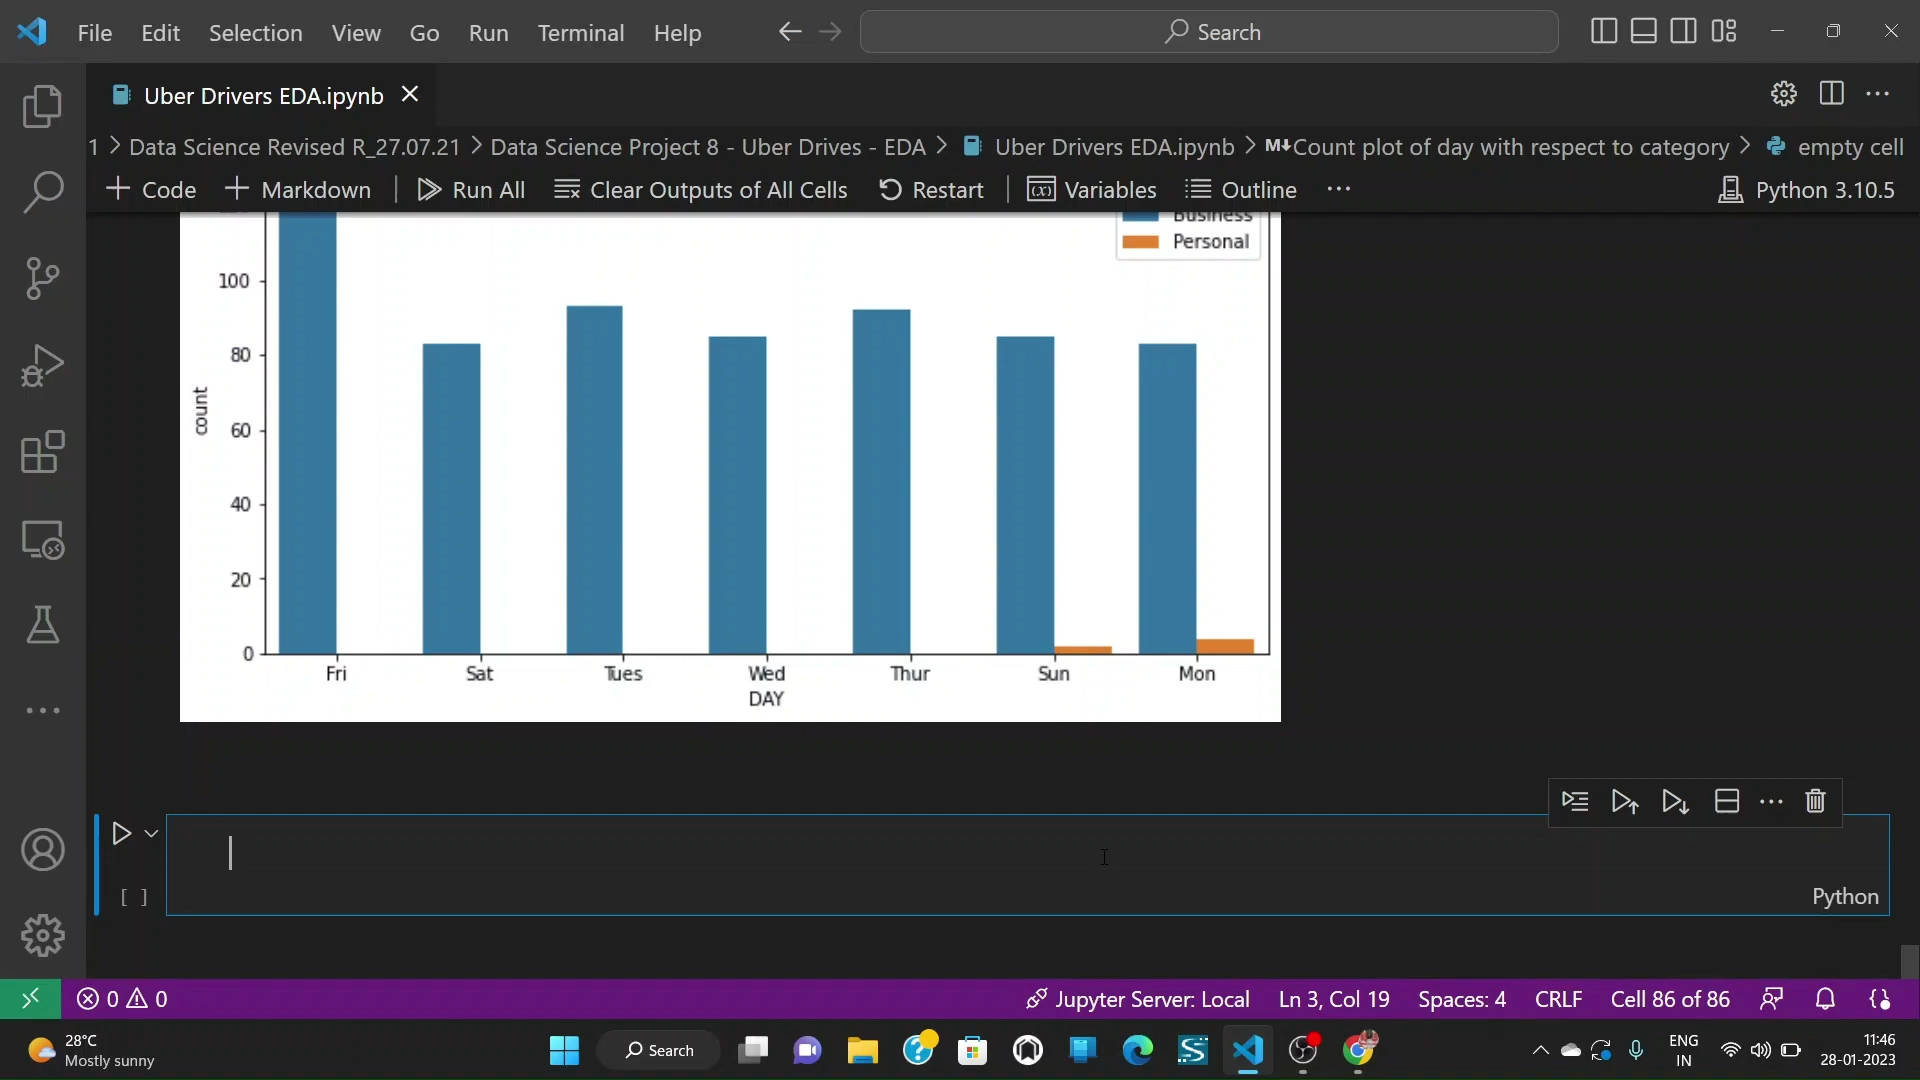 File Edit Selection View Go Run Terminal Help Search
Uber Drivers EDA.ipynb
1 > Data Science Revised R_27.07.21 > Data Science Project 8 - Uber Drives - EDA > Uber Drivers EDA.ipynb > M↓Count plot of day with respect to category > empty cell
+ Code + Markdown | Run All Clear Outputs of All Cells Restart | Variables Outline ··· Python 3.10.5
Business
Personal
100
80
60
40
20
0
count
Fri Sat Tues Wed Thur Sun Mon
DAY
[ ]
Python
0 0 Jupyter Server: Local Ln 3, Col 19 Spaces: 4 CRLF Cell 86 of 86
28°C
Mostly sunny
Search
ENG
IN
11:46
28-01-2023